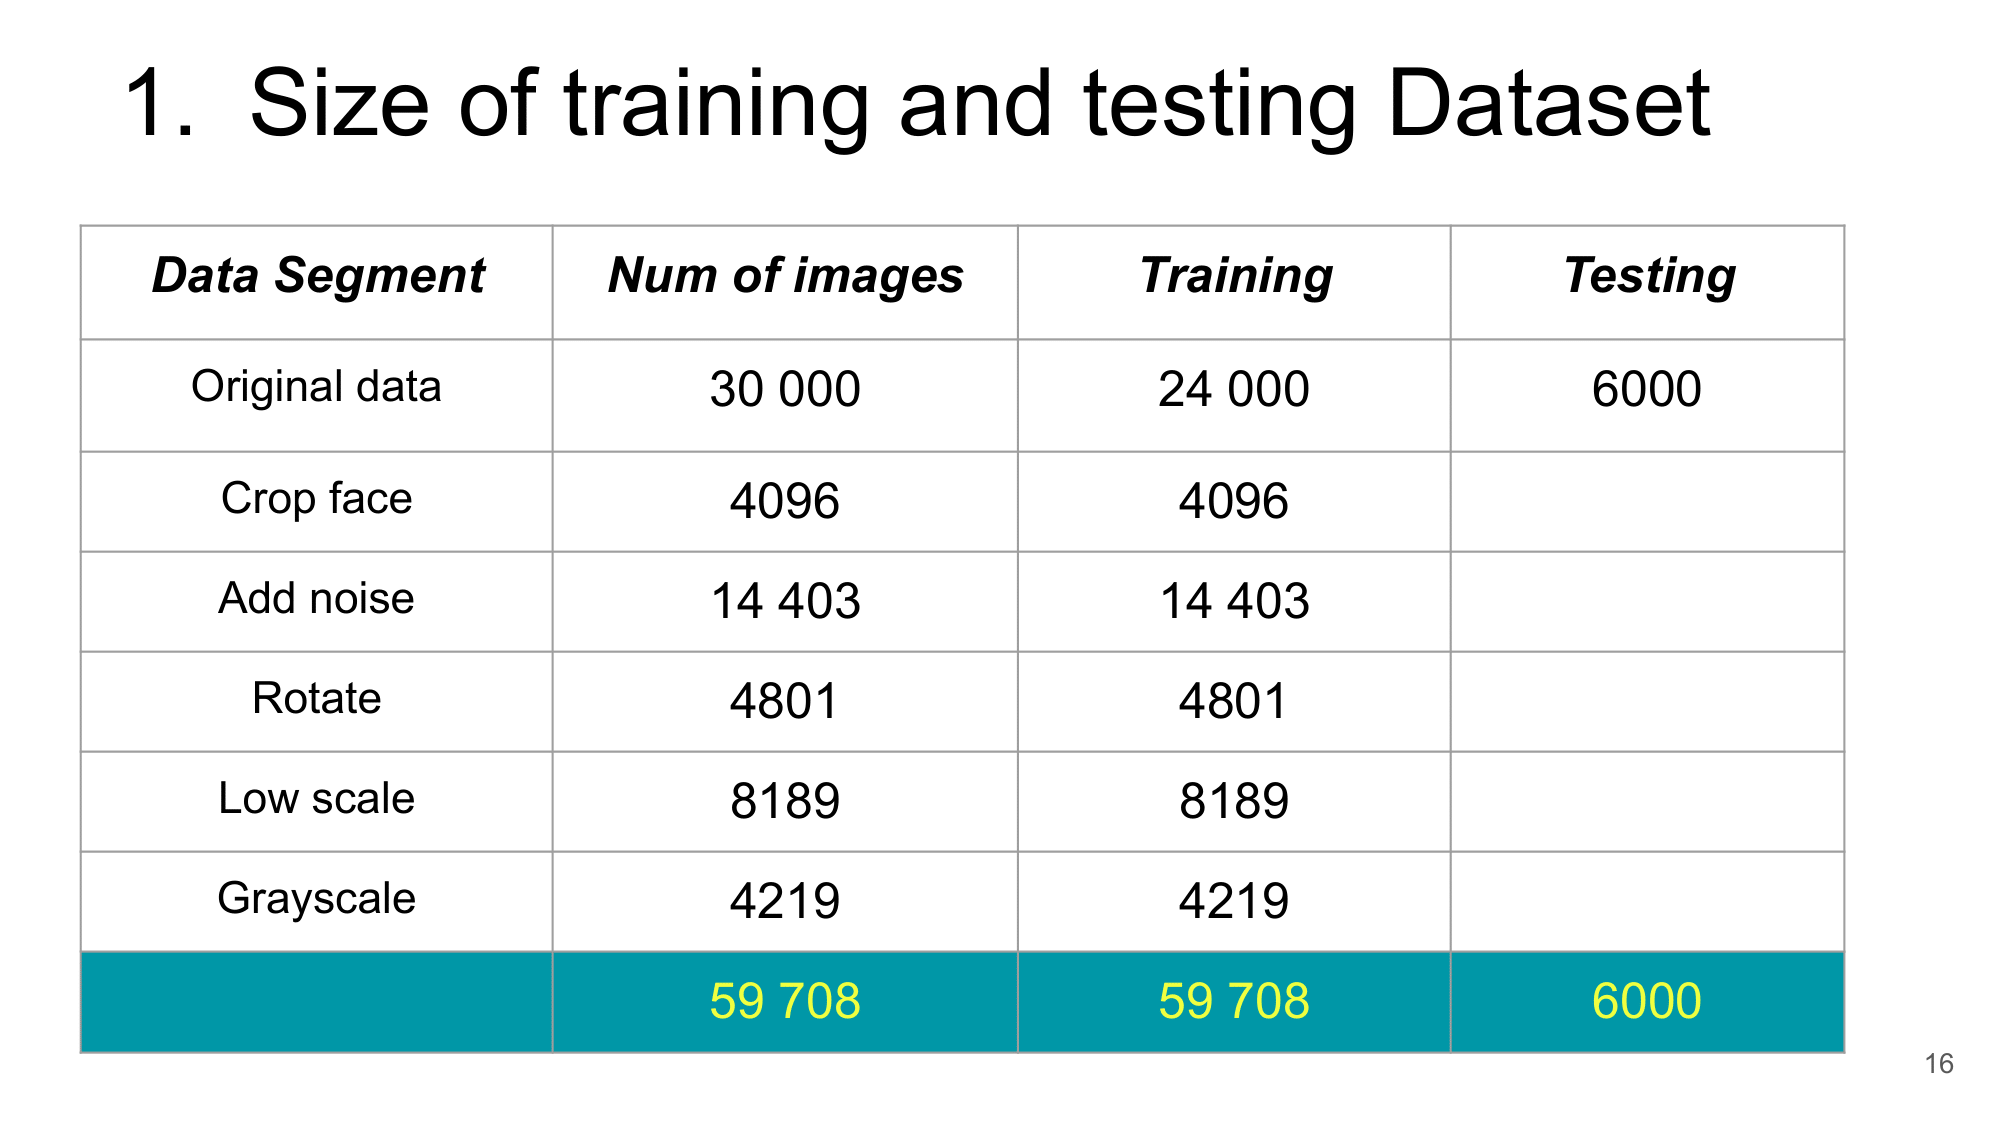 1. Size of training and testing Dataset
Data Segment Num of images Training Testing
Original data 30 000 24 000 6000
Crop face 4096 4096
Add noise 14 403 14 403
Rotate 4801 4801
Low scale 8189 8189
Grayscale 4219 4219
59 708 59 708 6000
16